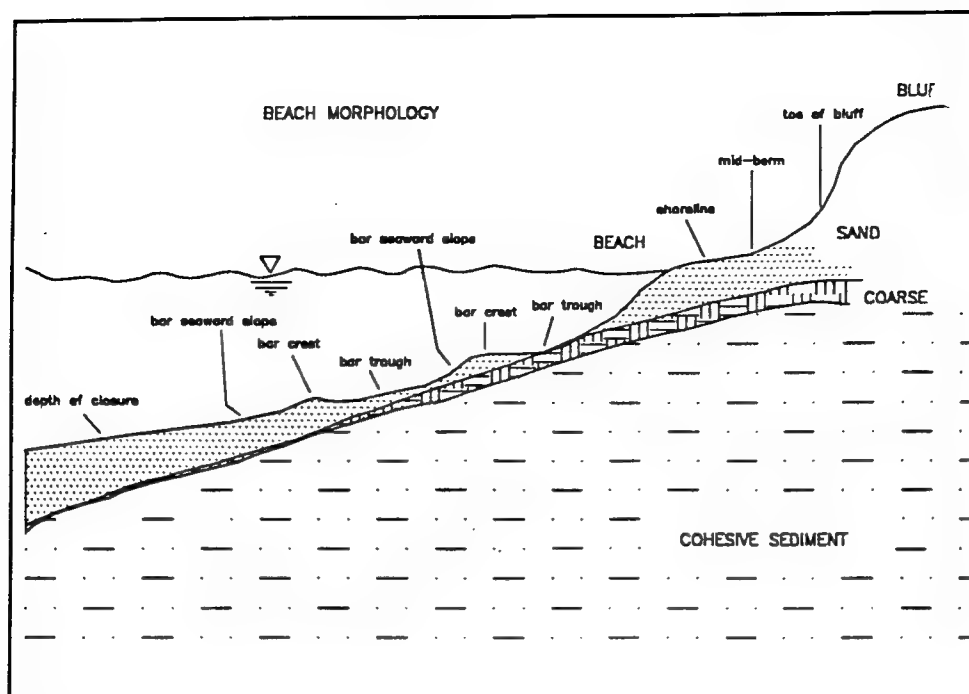 BLUF
BEACH MORPHOLOGY
toe of bluff
mid-berm
shoreline
bar seaward slope
BEACH
SAND
COARSE
bar seaward slope
bar crest
bar trough
bar crest
bar trough
depth of closure
COHESIVE SEDIMENT